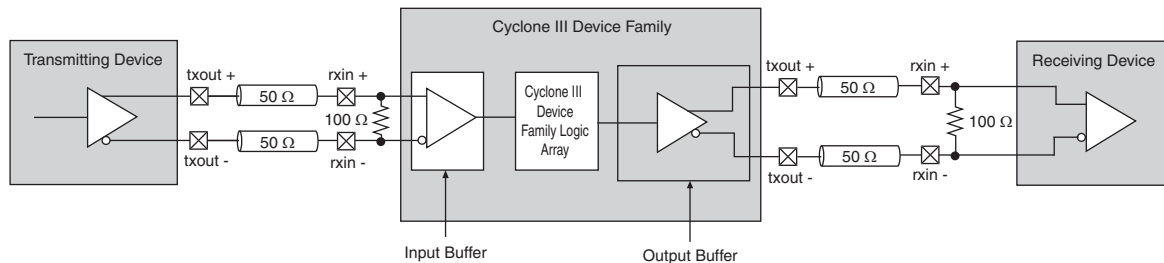 Cyclone III Device Family
Transmitting Device
txout +
rxin +
50 Ω
100 Ω
50 Ω
txout -
rxin -
Cyclone III
Device
Family Logic
Array
txout +
rxin +
50 Ω
100 Ω
50 Ω
txout -
rxin -
Receiving Device
Input Buffer
Output Buffer